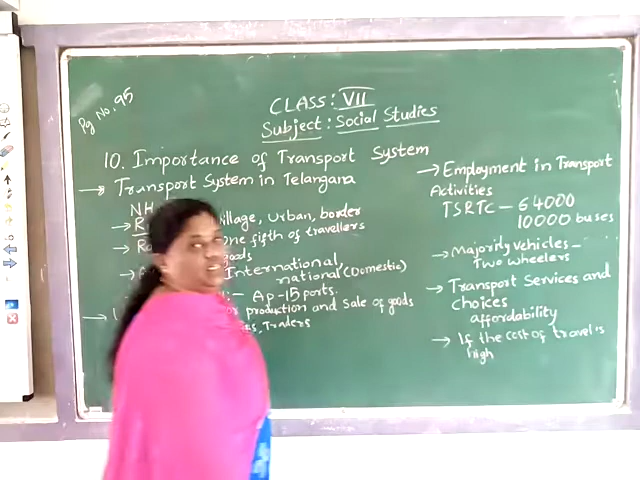 Pg No. 95
CLASS: VII
Subject: Social Studies
10. Importance of Transport System
→ Transport System in Telangana
NH
→ R village, Urban, border
→ One fifth of travellers
goods
→ International,
national (Domestic)
:- AP-15 ports.
→ production and Sale of goods
Traders
→ Employment in Transport
Activities
TSRTC — 64000
10000 buses
→ Majority vehicles —
Two wheelers
→ Transport Services and
choices
affordability
→ If the cost of travel is
high